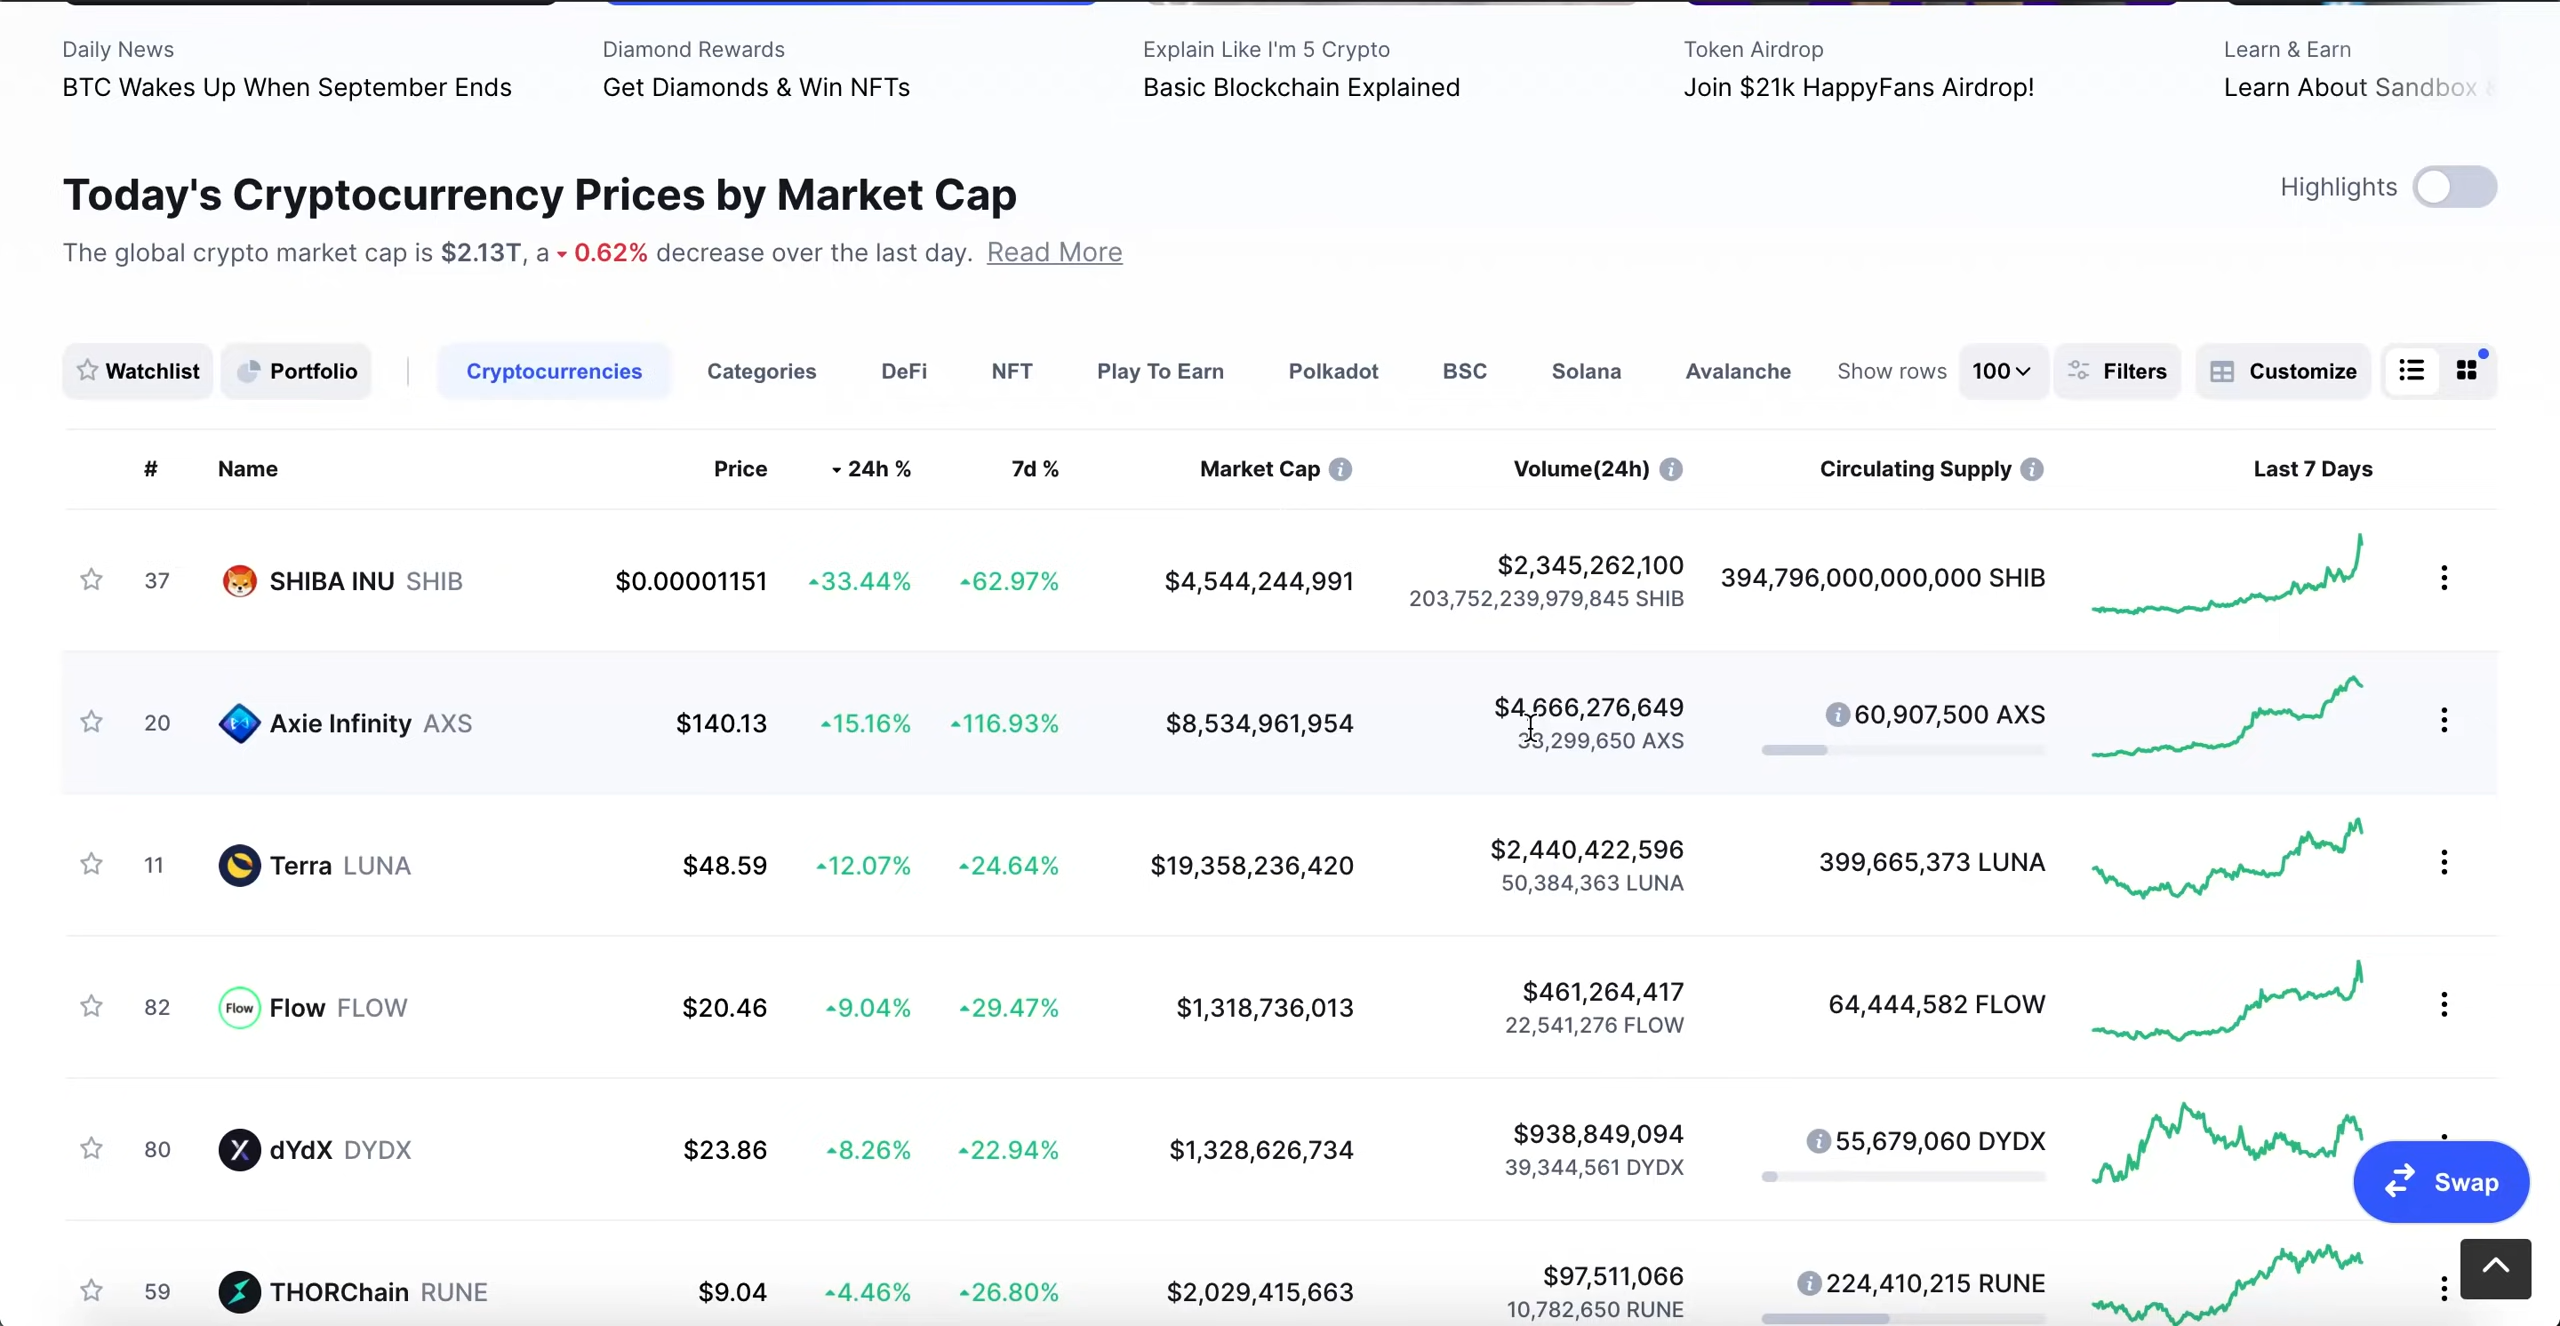 Daily News
BTC Wakes Up When September Ends
Diamond Rewards
Get Diamonds & Win NFTs
Explain Like I'm 5 Crypto
Basic Blockchain Explained
Token Airdrop
Join $21k HappyFans Airdrop!
Learn & Earn
Learn About Sandbox &
Today's Cryptocurrency Prices by Market Cap
Highlights
The global crypto market cap is $2.13T, a 0.62% decrease over the last day. Read More
Watchlist Portfolio Cryptocurrencies Categories DeFi NFT Play To Earn Polkadot BSC Solana Avalanche Show rows 100 Filters Customize
# Name Price 24h % 7d % Market Cap Volume(24h) Circulating Supply Last 7 Days
37 SHIBA INU SHIB $0.00001151 33.44% 62.97% $4,544,244,991 $2,345,262,100 394,796,000,000,000 SHIB
203,752,239,979,845 SHIB
20 Axie Infinity AXS $140.13 15.16% 116.93% $8,534,961,954 $4,666,276,649 60,907,500 AXS
33,299,650 AXS
11 Terra LUNA $48.59 12.07% 24.64% $19,358,236,420 $2,440,422,596 399,665,373 LUNA
50,384,363 LUNA
82 Flow Flow FLOW $20.46 9.04% 29.47% $1,318,736,013 $461,264,417 64,444,582 FLOW
22,541,276 FLOW
80 dYdX DYDX $23.86 8.26% 22.94% $1,328,626,734 $938,849,094 55,679,060 DYDX
39,344,561 DYDX
Swap
59 THORChain RUNE $9.04 4.46% 26.80% $2,029,415,663 $97,511,066 224,410,215 RUNE
10,782,650 RUNE